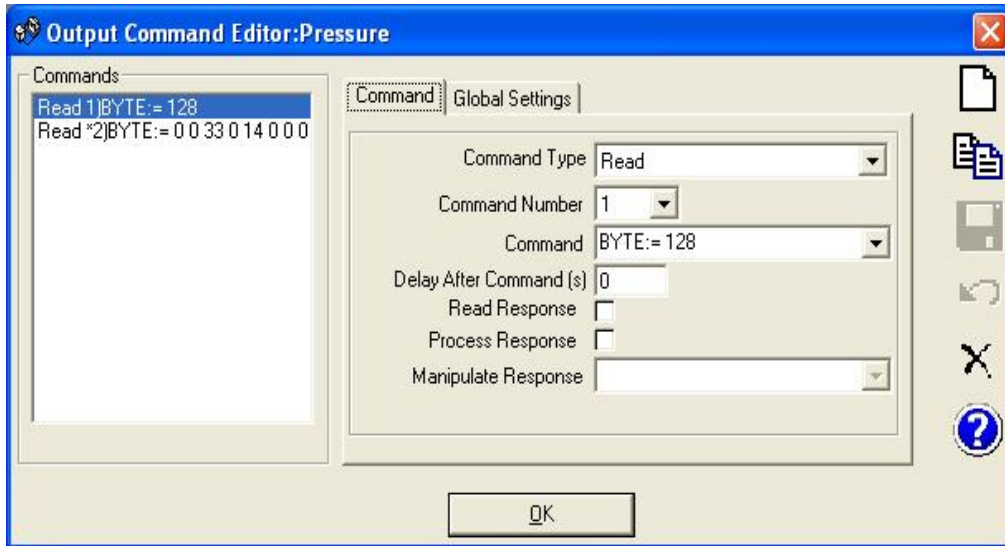 Output Command Editor:Pressure
Commands
Read 1)BYTE:= 128
Read *2)BYTE:= 0 0 33 0 14 0 0 0
Command
Global Settings
Command Type Read
Command Number 1
Command BYTE:= 128
Delay After Command (s) 0
Read Response
Process Response
Manipulate Response
?
OK